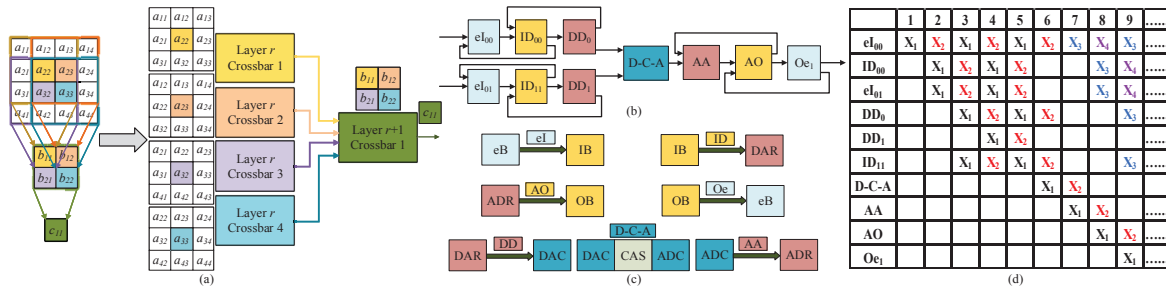 a₁₁ a₁₂ a₁₃ a₁₄
a₂₁ a₂₂ a₂₃ a₂₄
a₃₁ a₃₂ a₃₃ a₃₄
a₄₁ a₄₂ a₄₃ a₄₄
b₁₁ b₁₂
b₂₁ b₂₂
c₁₁
a₁₁ a₁₂ a₁₃
a₂₁ a₂₂ a₂₃
a₃₁ a₃₂ a₃₃
a₁₂ a₁₃ a₁₄
a₂₂ a₂₃ a₂₄
a₃₂ a₃₃ a₃₄
a₂₁ a₂₂ a₂₃
a₃₁ a₃₂ a₃₃
a₄₁ a₄₂ a₄₃
a₂₂ a₂₃ a₂₄
a₃₂ a₃₃ a₃₄
a₄₂ a₄₃ a₄₄
Layer r
Crossbar 1
Layer r
Crossbar 2
Layer r
Crossbar 3
Layer r
Crossbar 4
b₁₁ b₁₂
b₂₁ b₂₂
c₁₁
Layer r+1
Crossbar 1
(a)
eI₀₀ ID₀₀ DD₀
eI₀₁ ID₁₁ DD₁
D-C-A AA AO Oe₁
(b)
eB eI IB
IB ID DAR
ADR AO OB
OB Oe eB
DAR DD DAC
D-C-A
DAC CAS ADC
ADC AA ADR
(c)
1 2 3 4 5 6 7 8 9 ......
eI₀₀ X₁ X₂ X₁ X₂ X₁ X₂ X₃ X₄ X₃ ......
ID₀₀ X₁ X₂ X₁ X₂ X₃ X₄ ......
eI₀₁ X₁ X₂ X₁ X₂ X₃ X₄ ......
DD₀ X₁ X₂ X₁ X₂ X₃ ......
DD₁ X₁ X₂ ......
ID₁₁ X₁ X₂ X₁ X₂ X₃ ......
D-C-A X₁ X₂ ......
AA X₁ X₂ ......
AO X₁ X₂ ......
Oe₁ X₁ ......
(d)